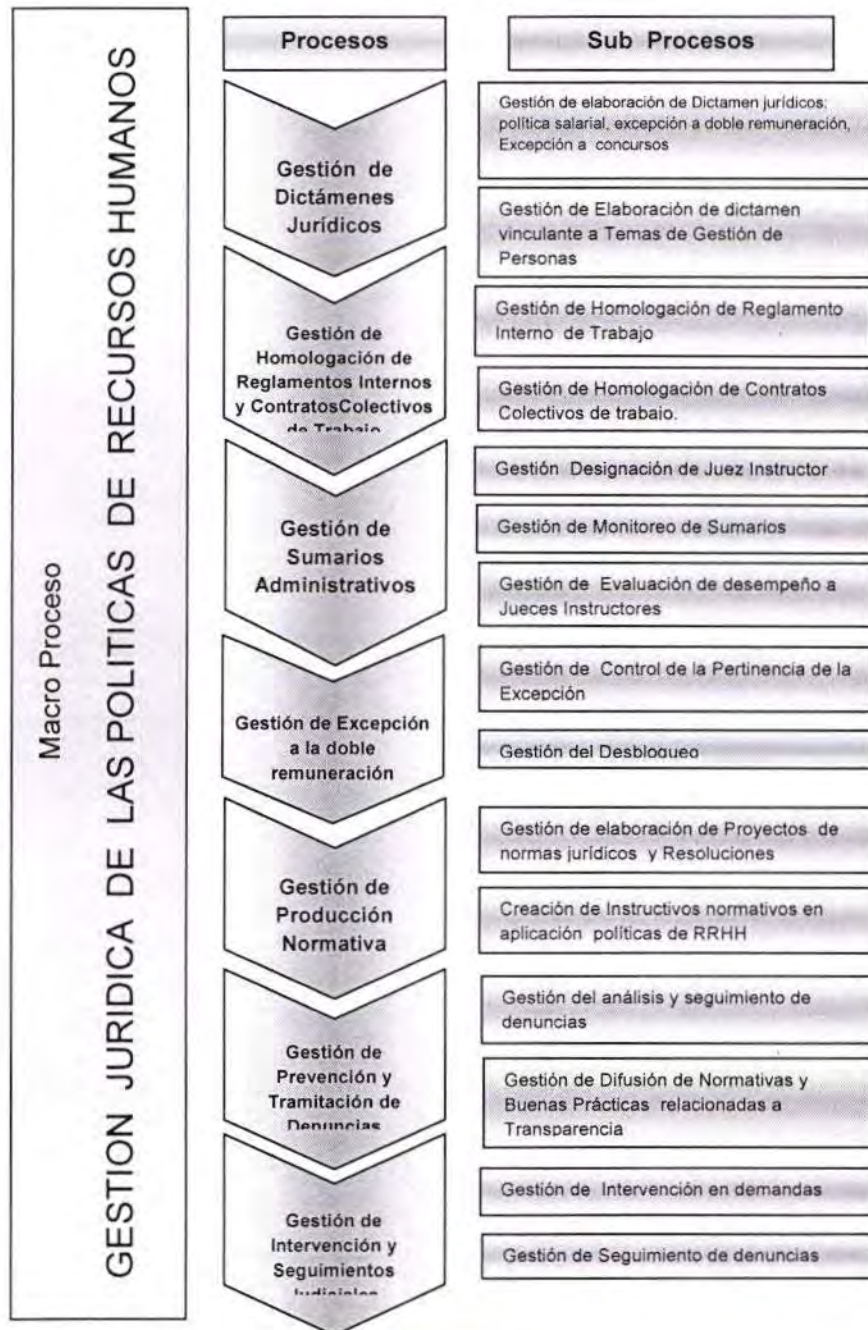 Macro Proceso
GESTION JURIDICA DE LAS POLITICAS DE RECURSOS HUMANOS
Procesos
Sub Procesos
Gestión de
Dictámenes
Jurídicos
Gestión de elaboración de Dictamen jurídicos:
política salarial, excepción a doble remuneración,
Excepción a concursos
Gestión de Elaboración de dictamen
vinculante a Temas de Gestión de
Personas
Gestión de
Homologación de
Reglamentos Internos
y ContratosColectivos
de Trabajo
Gestión de Homologación de Reglamento
Interno de Trabajo
Gestión de Homologación de Contratos
Colectivos de trabajo.
Gestión de
Sumarios
Administrativos
Gestión Designación de Juez Instructor
Gestión de Monitoreo de Sumarios
Gestión de Evaluación de desempeño a
Jueces Instructores
Gestión de Excepción
a la doble
remuneración
Gestión de Control de la Pertinencia de la
Excepción
Gestión del Desbloqueo
Gestión de
Producción
Normativa
Gestión de elaboración de Proyectos de
normas jurídicos y Resoluciones
Creación de Instructivos normativos en
aplicación políticas de RRHH
Gestión de
Prevención y
Tramitación de
Denuncias
Gestión del análisis y seguimiento de
denuncias
Gestión de Difusión de Normativas y
Buenas Prácticas relacionadas a
Transparencia
Gestión de
Intervención y
Seguimientos
Judiciales
Gestión de Intervención en demandas
Gestión de Seguimiento de denuncias